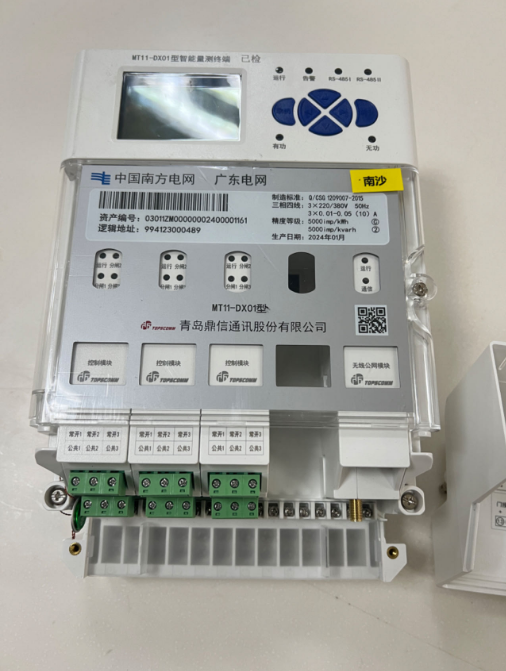 MT11-DX01型智能量测终端 已检
运行 告警 RS-485 I RS-485 II
有功 无功
中国南方电网 广东电网
南沙
制造标准: Q/CSG 1209007-2015
三相四线: 3×220/380V 50Hz
3×0.01-0.05 (10) A
资产编号: 03011ZM00000002400001161
精度等级: 5000imp/kWh Ⓒ
逻辑地址: 994123000489
5000imp/kvarh ②
生产日期: 2024年01月
运行 分闸
运行 分闸
运行 分闸
运行
通信
MT11-DX01型
TOPSCOMM 青岛鼎信通讯股份有限公司
控制模块 控制模块 控制模块 无线公网模块
TOPSCOMM TOPSCOMM TOPSCOMM TOPSCOMM
常开1 常开2 常开3 常开1 常开2 常开3 常开1 常开2 常开3
公共1 公共2 公共3 公共1 公共2 公共3 公共1 公共2 公共3